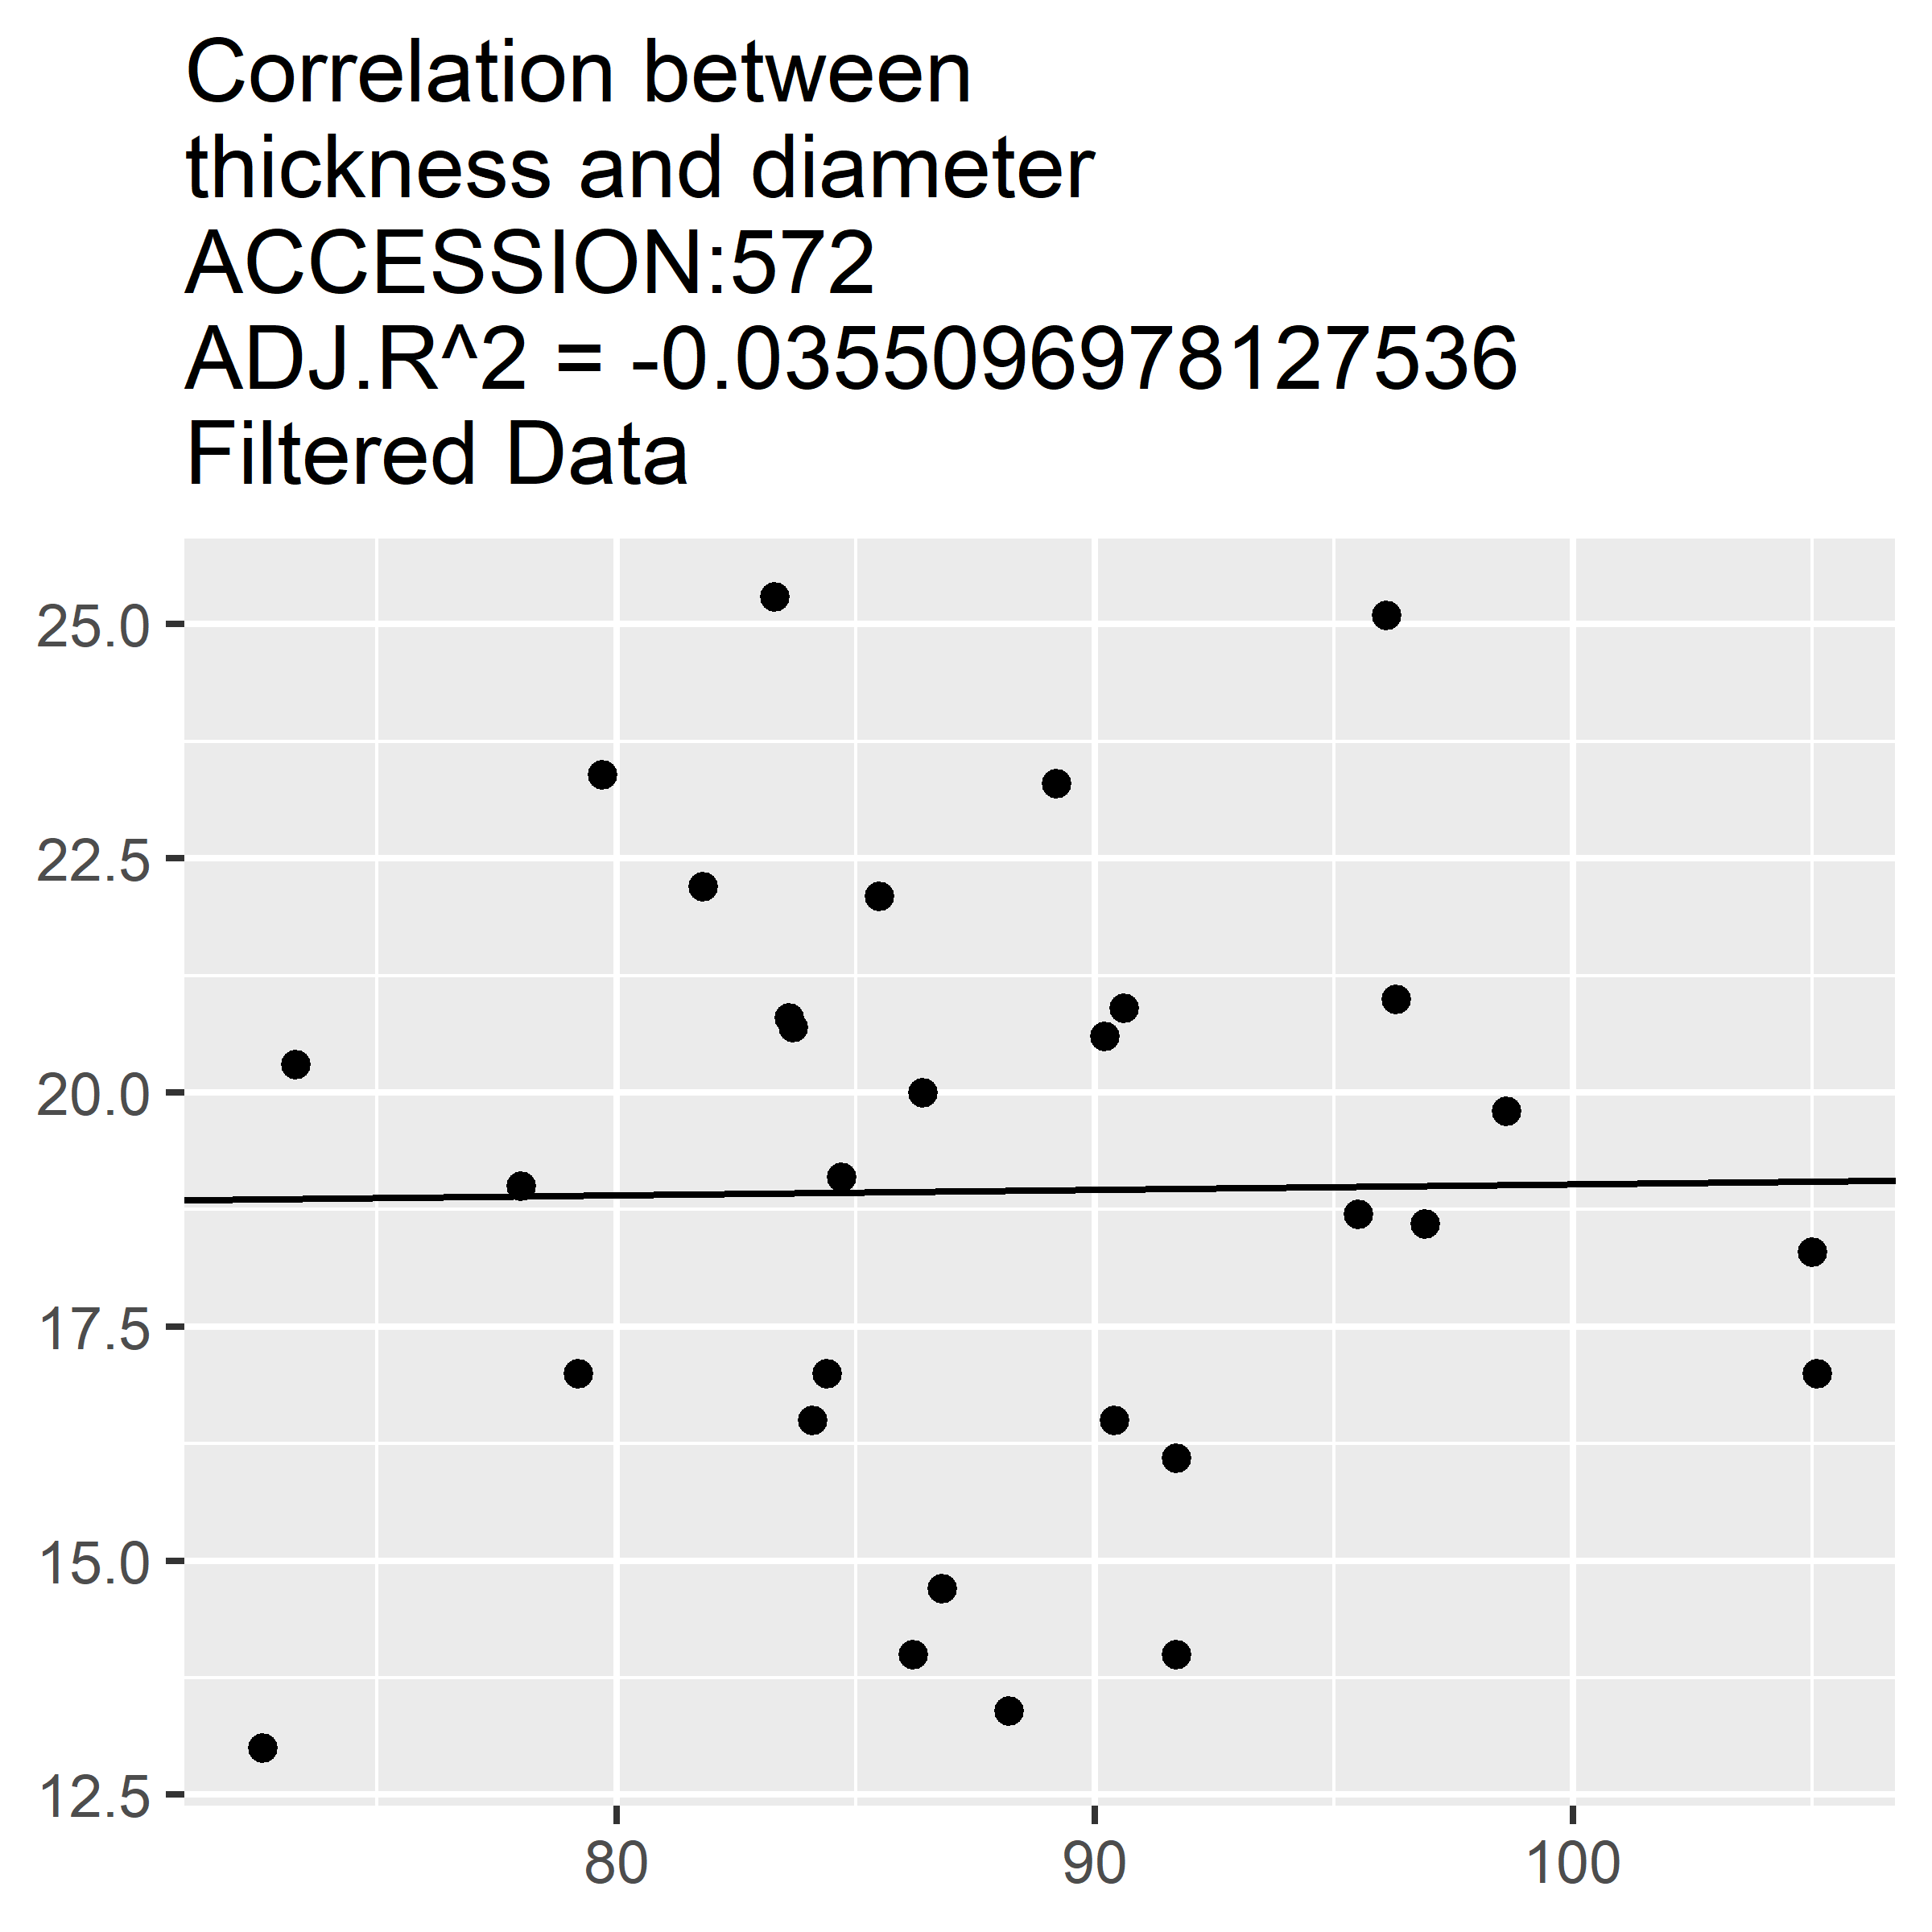 Correlation between
thickness and diameter
ACCESSION:572
ADJ.R^2 = -0.0355096978127536
Filtered Data
25.0
22.5
20.0
17.5
15.0
12.5
80
90
100